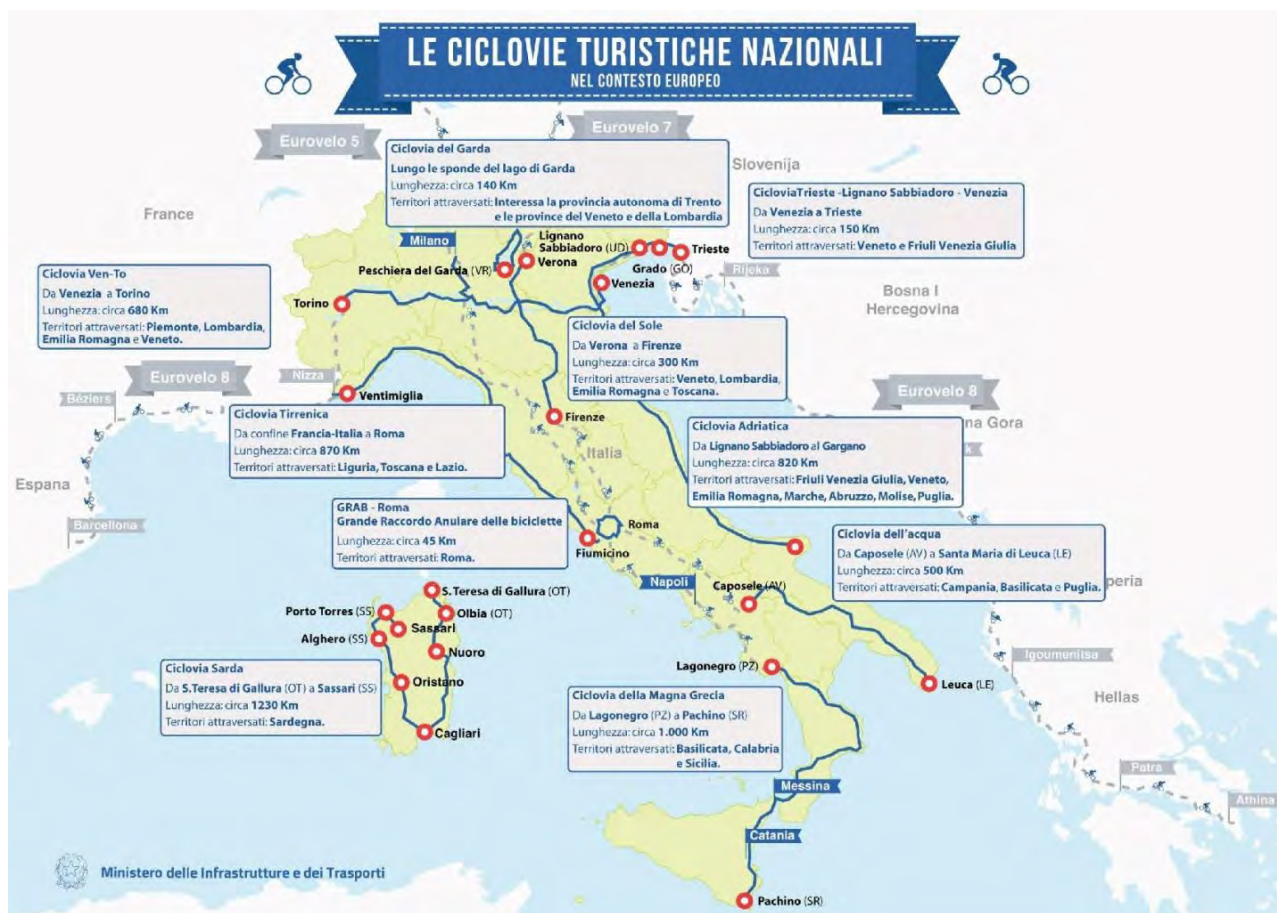 LE CICLOVIE TURISTICHE NAZIONALI
NEL CONTESTO EUROPEO
Eurovelo 5
Eurovelo 7
Slovenija
France
Ciclovia del Garda
Lungo le sponde del lago di Garda
Lunghezza: circa 140 Km
Territori attraversati: Interessa la provincia autonoma di Trento
e le province del Veneto e della Lombardia
CicloviaTrieste -Lignano Sabbiadoro - Venezia
Da Venezia a Trieste
Lunghezza: circa 150 Km
Territori attraversati: Veneto e Friuli Venezia Giulia
Milano
Lignano
Sabbiadoro (UD)
Trieste
Peschiera del Garda (VR)
Verona
Grado (GO)
Rijeka
Venezia
Bosna I
Hercegovina
Ciclovia Ven-To
Da Venezia a Torino
Lunghezza: circa 680 Km
Territori attraversati: Piemonte, Lombardia,
Emilia Romagna e Veneto.
Torino
Ciclovia del Sole
Da Verona a Firenze
Lunghezza: circa 300 Km
Territori attraversati: Veneto, Lombardia,
Emilia Romagna e Toscana.
Eurovelo 8
Nizza
Béziers
Ventimiglia
Eurovelo 8
na Gora
k
Firenze
Italia
Ciclovia Tirrenica
Da confine Francia-Italia a Roma
Lunghezza: circa 870 Km
Territori attraversati: Liguria, Toscana e Lazio.
Ciclovia Adriatica
Da Lignano Sabbiadoro al Gargano
Lunghezza: circa 820 Km
Territori attraversati: Friuli Venezia Giulia, Veneto,
Emilia Romagna, Marche, Abruzzo, Molise, Puglia.
Espana
Barcellona
GRAB - Roma
Grande Raccordo Anulare delle biciclette
Lunghezza: circa 45 Km
Territori attraversati: Roma.
Roma
Fiumicino
Ciclovia dell'acqua
Da Caposele (AV) a Santa Maria di Leuca (LE)
Lunghezza: circa 500 Km
Territori attraversati: Campania, Basilicata e Puglia.
peria
Napoli
Caposele (AV)
S.Teresa di Gallura (OT)
Porto Torres (SS)
Olbia (OT)
Sassari
Alghero (SS)
Nuoro
Oristano
Cagliari
Ciclovia Sarda
Da S.Teresa di Gallura (OT) a Sassari (SS)
Lunghezza: circa 1230 Km
Territori attraversati: Sardegna.
Lagonegro (PZ)
Leuca (LE)
Igoumenitsa
Hellas
Ciclovia della Magna Grecia
Da Lagonegro (PZ) a Pachino (SR)
Lunghezza: circa 1.000 Km
Territori attraversati: Basilicata, Calabria
e Sicilia.
Messina
Catania
Patra
Athina
Pachino (SR)
Ministero delle Infrastrutture e dei Trasporti